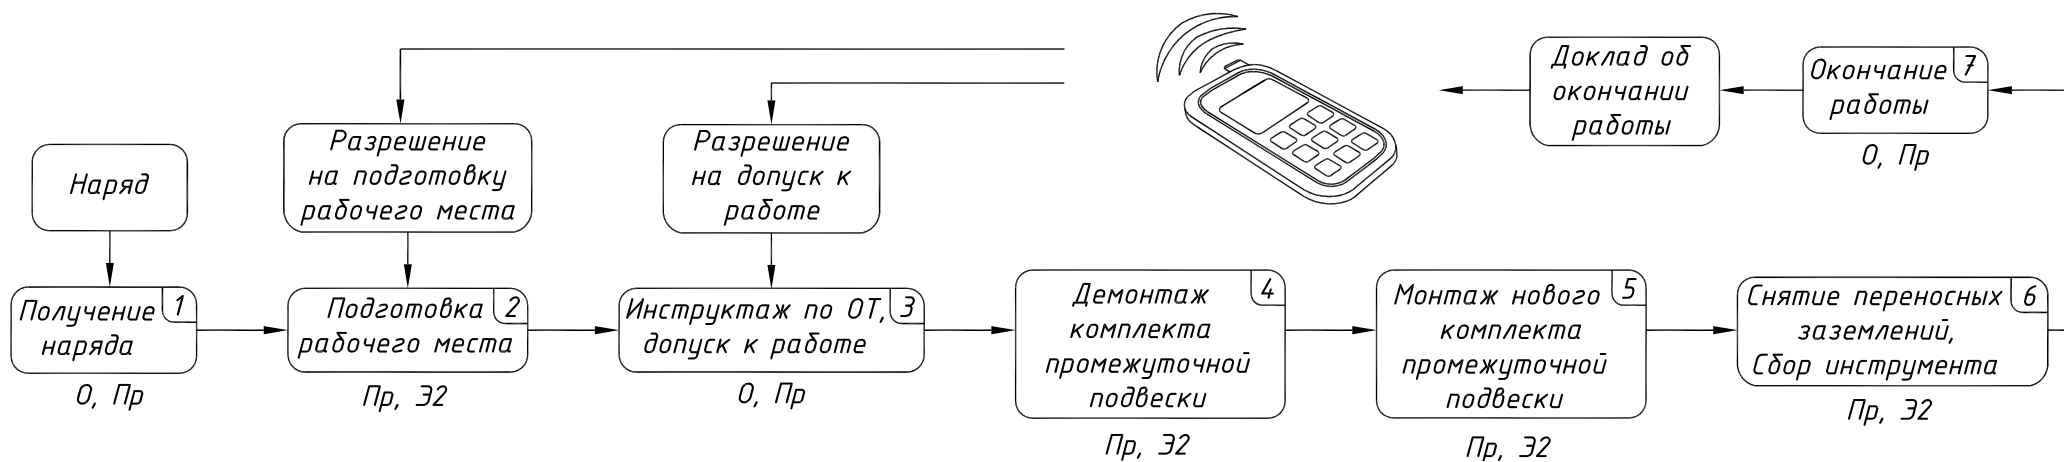 Наряд
Разрешение
на подготовку
рабочего места
Разрешение
на допуск к
работе
Доклад об
окончании
работы
Окончание
работы
7
О, Пр
Получение
наряда
1
О, Пр
Подготовка
рабочего места
2
Пр, Э2
Инструктаж по ОТ,
допуск к работе
3
О, Пр
Демонтаж
комплекта
промежуточной
подвески
4
Пр, Э2
Монтаж нового
комплекта
промежуточной
подвески
5
Пр, Э2
Снятие переносных
заземлений,
Сбор инструмента
6
Пр, Э2